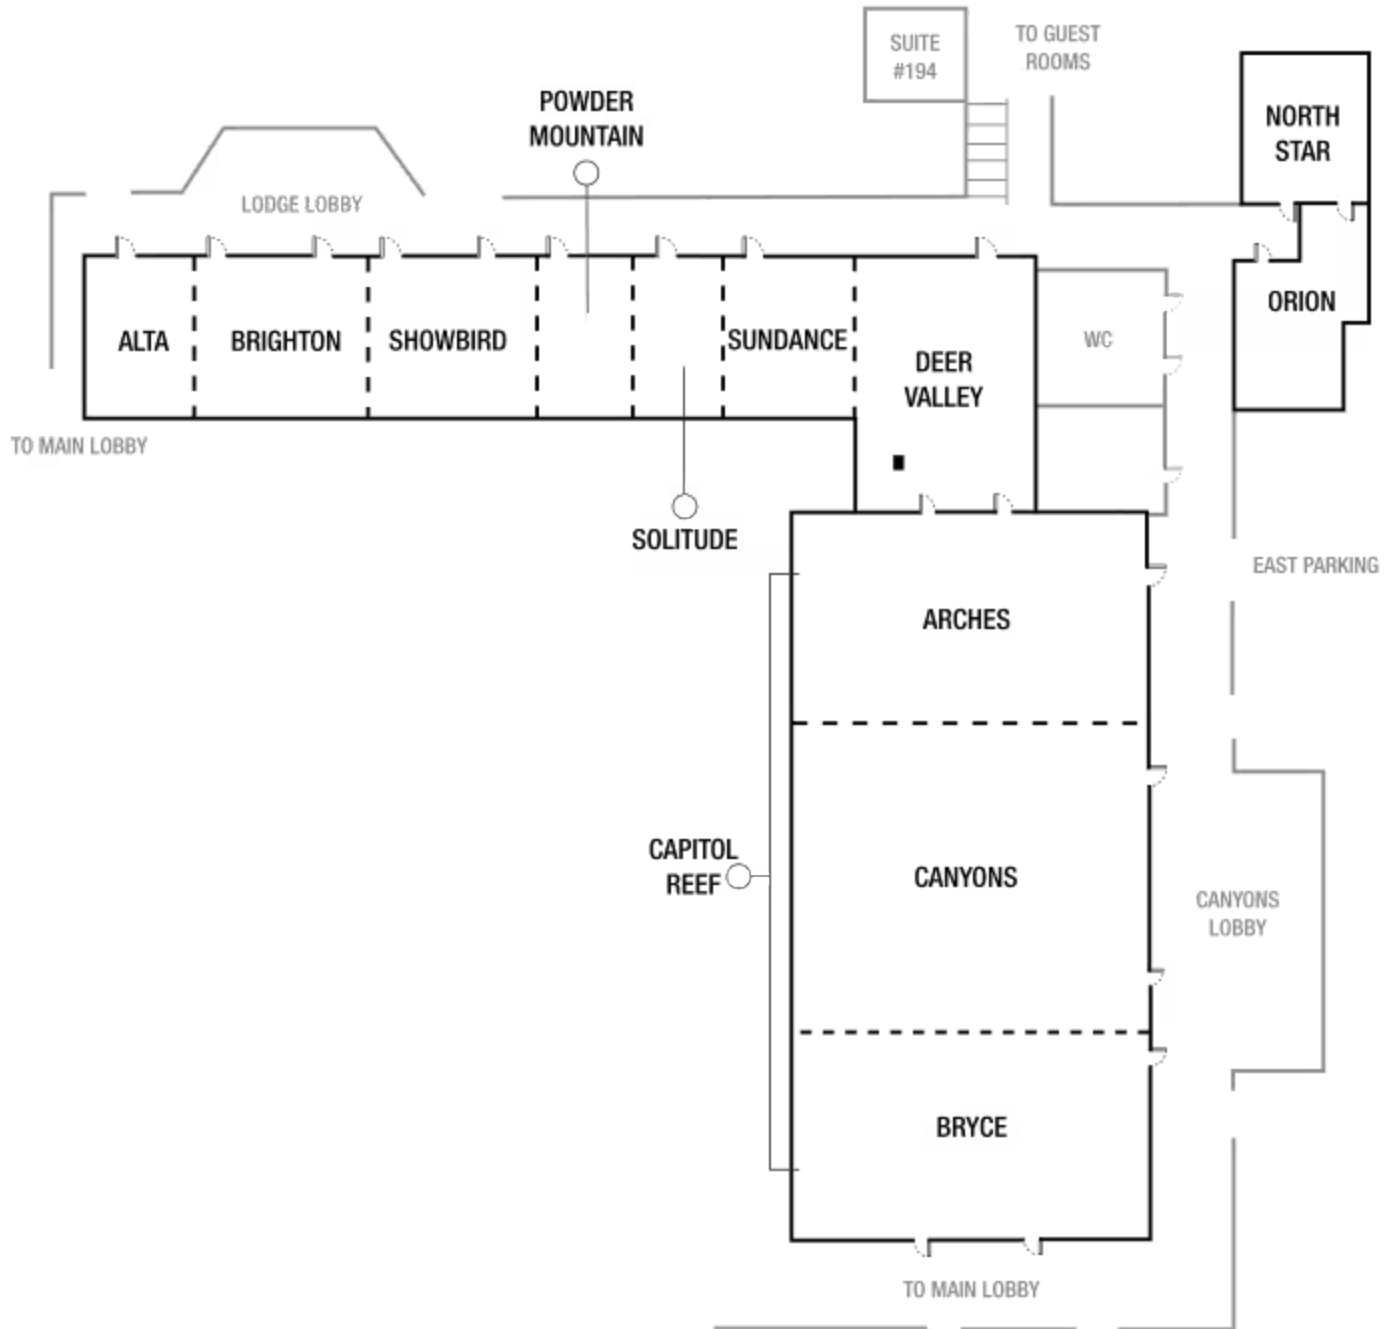 SUITE
#194
TO GUEST
ROOMS
POWDER
MOUNTAIN
NORTH
STAR
LODGE LOBBY
ORION
ALTA
BRIGHTON
SHOWBIRD
SUNDANCE
DEER
VALLEY
WC
TO MAIN LOBBY
SOLITUDE
EAST PARKING
ARCHES
CAPITOL
REEF
CANYONS
CANYONS
LOBBY
BRYCE
TO MAIN LOBBY